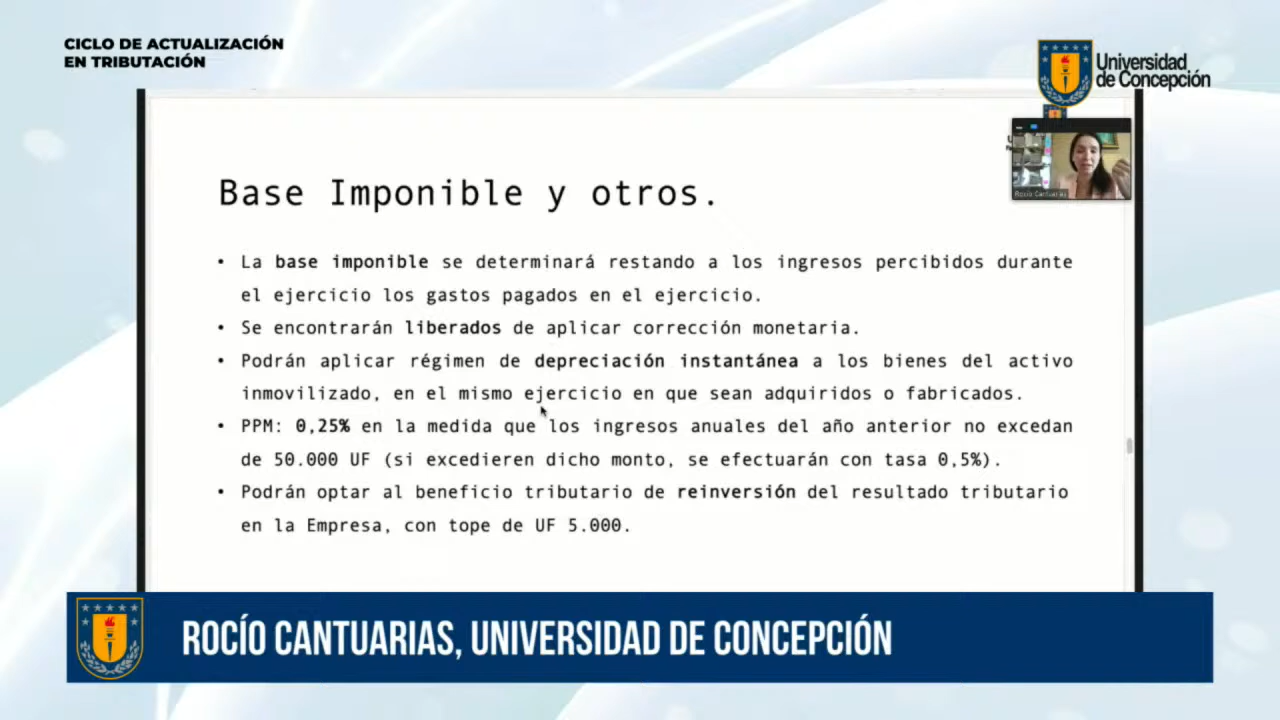 CICLO DE ACTUALIZACIÓN
EN TRIBUTACIÓN
Universidad
de Concepción
Rocío Cantuarias
Base Imponible y otros.
• La base imponible se determinará restando a los ingresos percibidos durante
el ejercicio los gastos pagados en el ejercicio.
• Se encontrarán liberados de aplicar corrección monetaria.
• Podrán aplicar régimen de depreciación instantánea a los bienes del activo
inmovilizado, en el mismo ejercicio en que sean adquiridos o fabricados.
• PPM: 0,25% en la medida que los ingresos anuales del año anterior no excedan
de 50.000 UF (si excedieren dicho monto, se efectuarán con tasa 0,5%).
• Podrán optar al beneficio tributario de reinversión del resultado tributario
en la Empresa, con tope de UF 5.000.
ROCÍO CANTUARIAS, UNIVERSIDAD DE CONCEPCIÓN